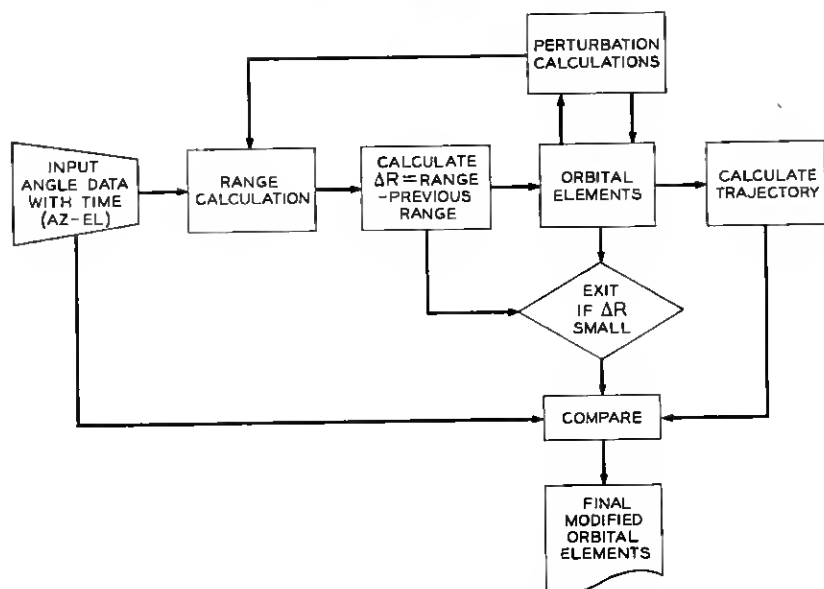 PERTURBATION
CALCULATIONS
INPUT
ANGLE DATA
WITH TIME
(AZ-EL)
RANGE
CALCULATION
CALCULATE
ΔR=RANGE
-PREVIOUS
RANGE
ORBITAL
ELEMENTS
CALCULATE
TRAJECTORY
EXIT
IF ΔR
SMALL
COMPARE
FINAL
MODIFIED
ORBITAL
ELEMENTS